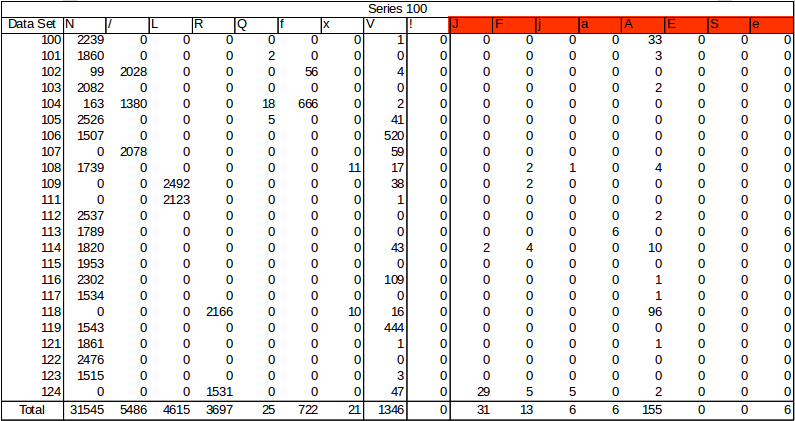 Series 100
Data Set N / L R Q f x V ! J F j a A E S e
100 2239 0 0 0 0 0 0 1 0 0 0 0 0 33 0 0 0
101 1860 0 0 0 2 0 0 0 0 0 0 0 0 3 0 0 0
102 99 2028 0 0 0 56 0 4 0 0 0 0 0 0 0 0 0
103 2082 0 0 0 0 0 0 0 0 0 0 0 0 2 0 0 0
104 163 1380 0 0 18 666 0 2 0 0 0 0 0 0 0 0 0
105 2526 0 0 0 5 0 0 41 0 0 0 0 0 0 0 0 0
106 1507 0 0 0 0 0 0 520 0 0 0 0 0 0 0 0 0
107 0 2078 0 0 0 0 0 59 0 0 0 0 0 0 0 0 0
108 1739 0 0 0 0 0 11 17 0 0 2 1 0 4 0 0 0
109 0 0 2492 0 0 0 0 38 0 0 2 0 0 0 0 0 0
111 0 0 2123 0 0 0 0 1 0 0 0 0 0 0 0 0 0
112 2537 0 0 0 0 0 0 0 0 0 0 0 0 2 0 0 0
113 1789 0 0 0 0 0 0 0 0 0 0 0 6 0 0 0 6
114 1820 0 0 0 0 0 0 43 0 2 4 0 0 10 0 0 0
115 1953 0 0 0 0 0 0 0 0 0 0 0 0 0 0 0 0
116 2302 0 0 0 0 0 0 109 0 0 0 0 0 1 0 0 0
117 1534 0 0 0 0 0 0 0 0 0 0 0 0 1 0 0 0
118 0 0 0 2166 0 0 10 16 0 0 0 0 0 96 0 0 0
119 1543 0 0 0 0 0 0 444 0 0 0 0 0 0 0 0 0
121 1861 0 0 0 0 0 0 1 0 0 0 0 0 1 0 0 0
122 2476 0 0 0 0 0 0 0 0 0 0 0 0 0 0 0 0
123 1515 0 0 0 0 0 0 3 0 0 0 0 0 0 0 0 0
124 0 0 0 1531 0 0 0 47 0 29 5 5 0 2 0 0 0
Total 31545 5486 4615 3697 25 722 21 1346 0 31 13 6 6 155 0 0 6